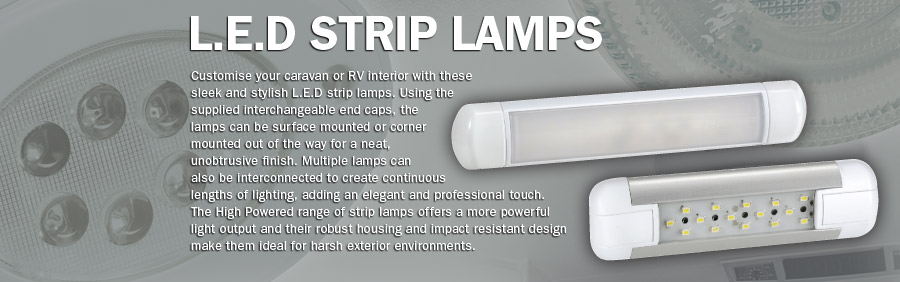 L.E.D STRIP LAMPS
Customise your caravan or RV interior with these
sleek and stylish L.E.D strip lamps. Using the
supplied interchangeable end caps, the
lamps can be surface mounted or corner
mounted out of the way for a neat,
unobtrusive finish. Multiple lamps can
also be interconnected to create continuous
lengths of lighting, adding an elegant and professional touch.
The High Powered range of strip lamps offers a more powerful
light output and their robust housing and impact resistant design
make them ideal for harsh exterior environments.